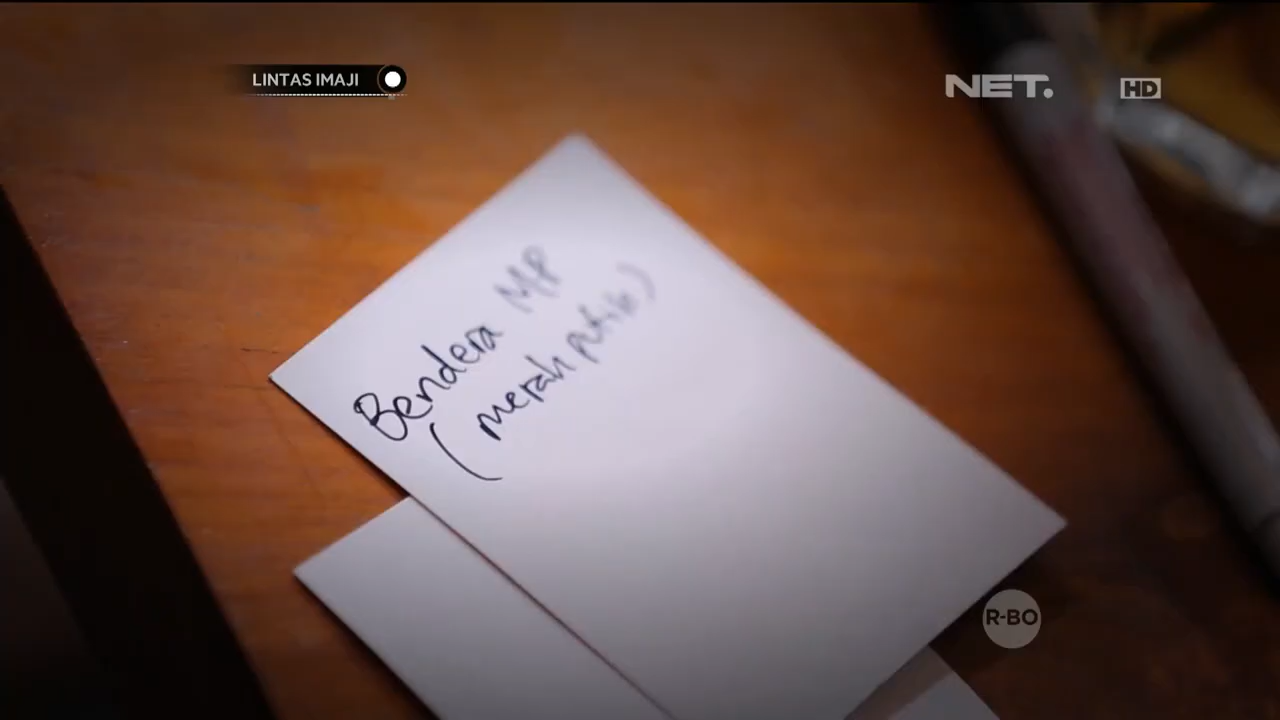 LINTAS IMAJI
NET.
HD
Bendera MP
(merah putih)
R-BO